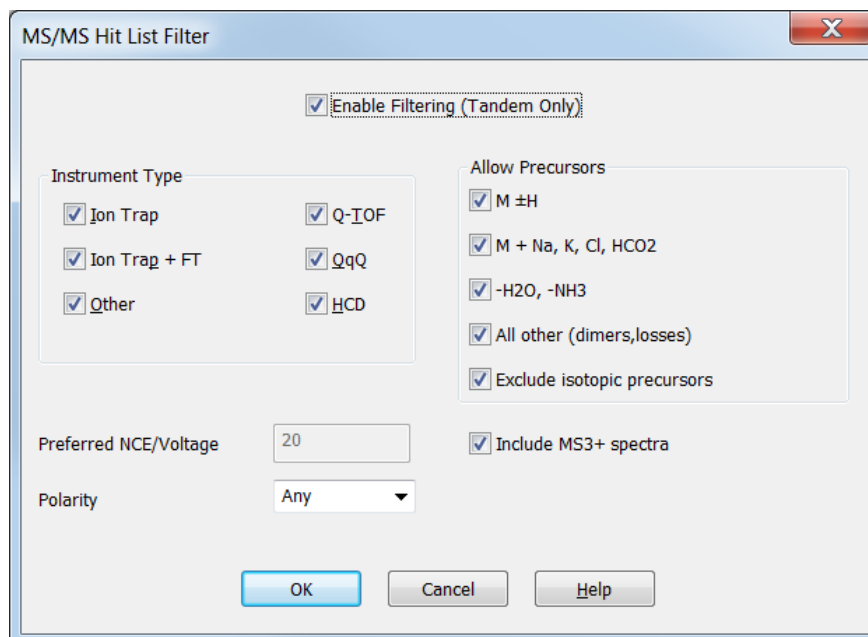 MS/MS Hit List Filter
Enable Filtering (Tandem Only)
Instrument Type
Ion Trap
Q-TOF
Ion Trap + FT
QqQ
Other
HCD
Allow Precursors
M ±H
M + Na, K, Cl, HCO2
-H2O, -NH3
All other (dimers,losses)
Exclude isotopic precursors
Preferred NCE/Voltage
20
Include MS3+ spectra
Polarity
Any
OK
Cancel
Help